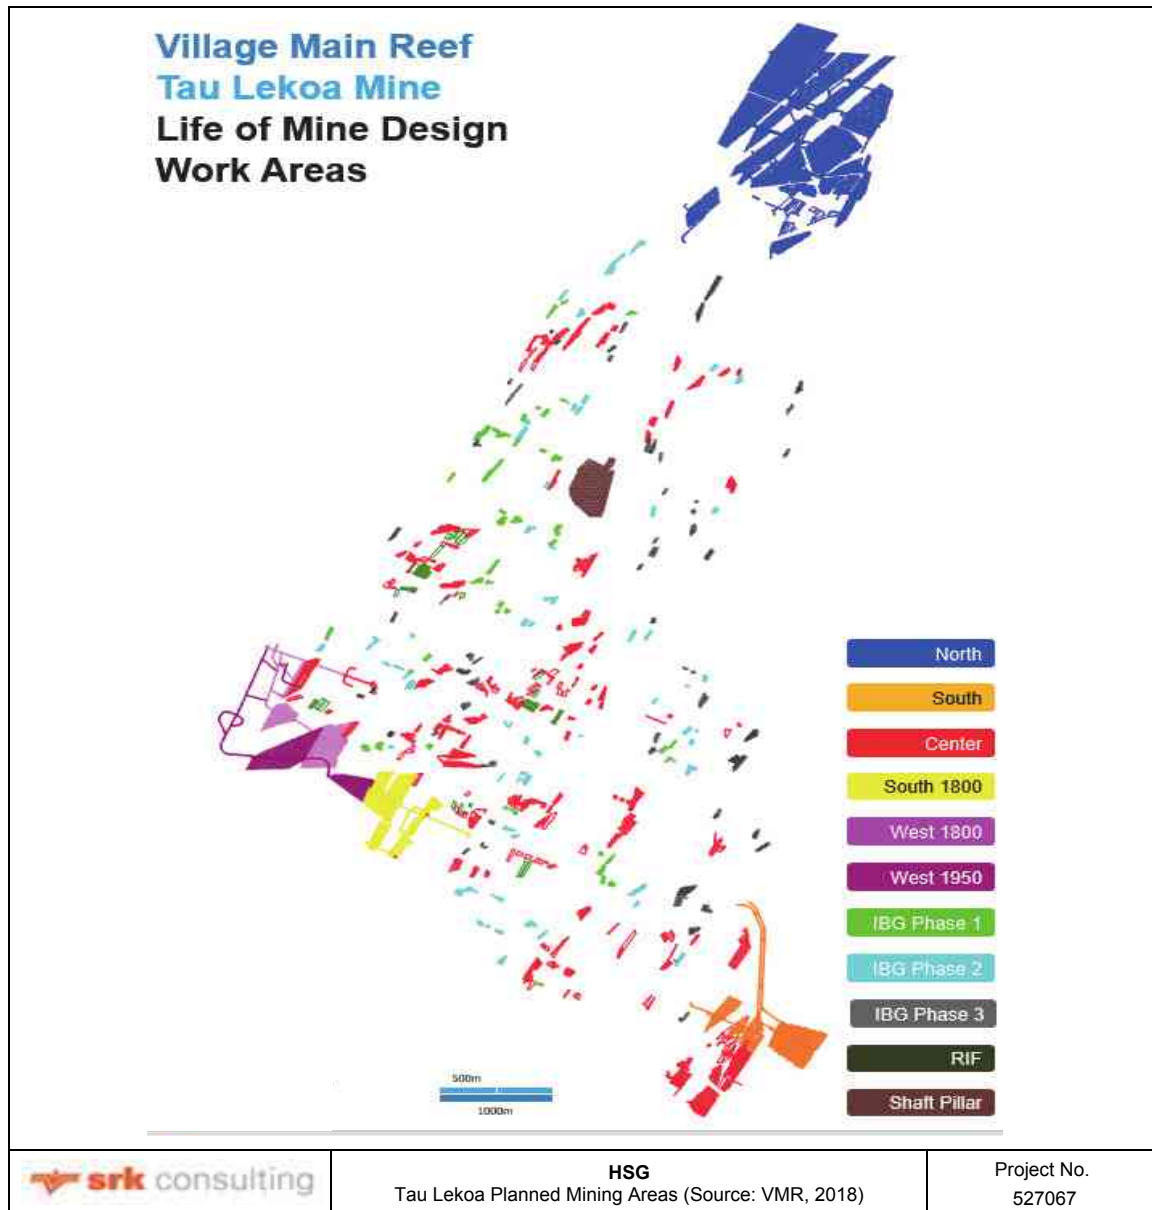 Village Main Reef
Tau Lekoa Mine
Life of Mine Design
Work Areas
North
South
Center
South 1800
West 1800
West 1950
IBG Phase 1
IBG Phase 2
IBG Phase 3
RIF
Shaft Pillar
500m
1000m
srk consulting
HSG
Tau Lekoa Planned Mining Areas (Source: VMR, 2018)
Project No.
527067